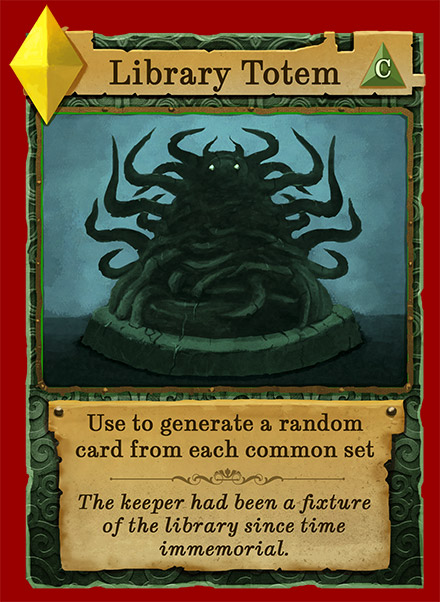 Library Totem
C
Use to generate a random
card from each common set
The keeper had been a fixture
of the library since time
immemorial.